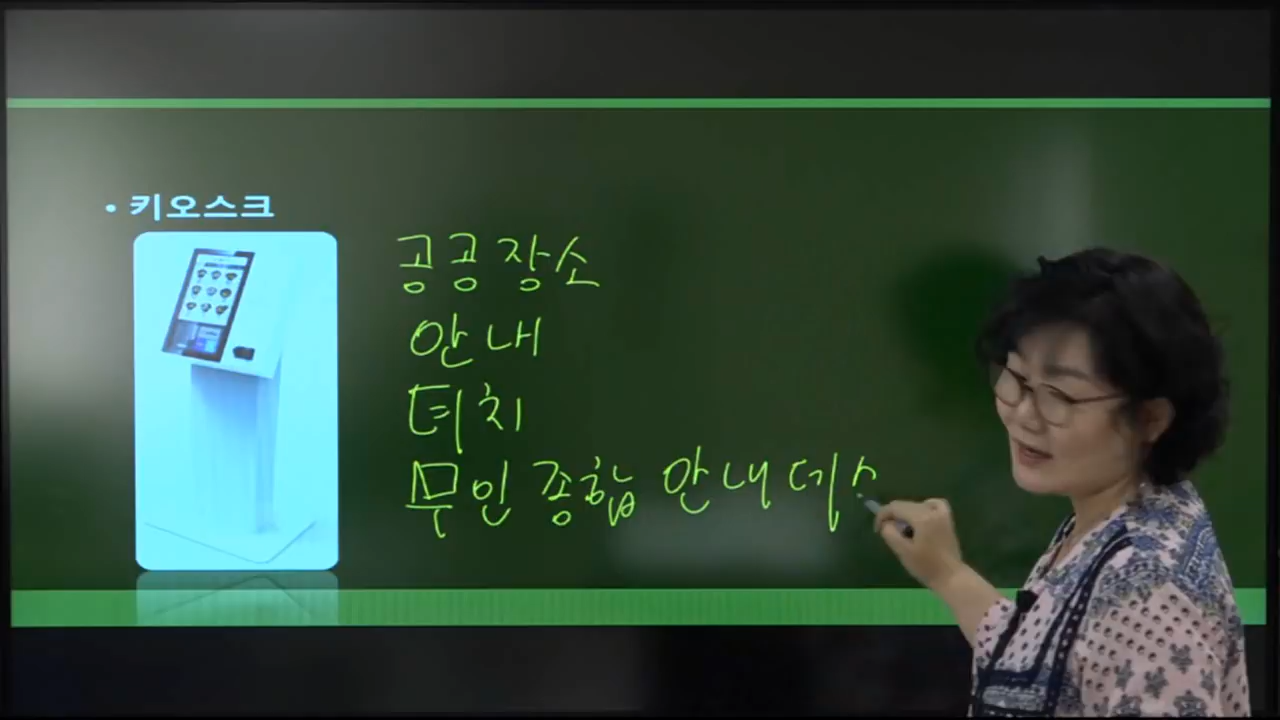 • 키오스크
공공장소
안내
터치
무인 종합 안내 데스